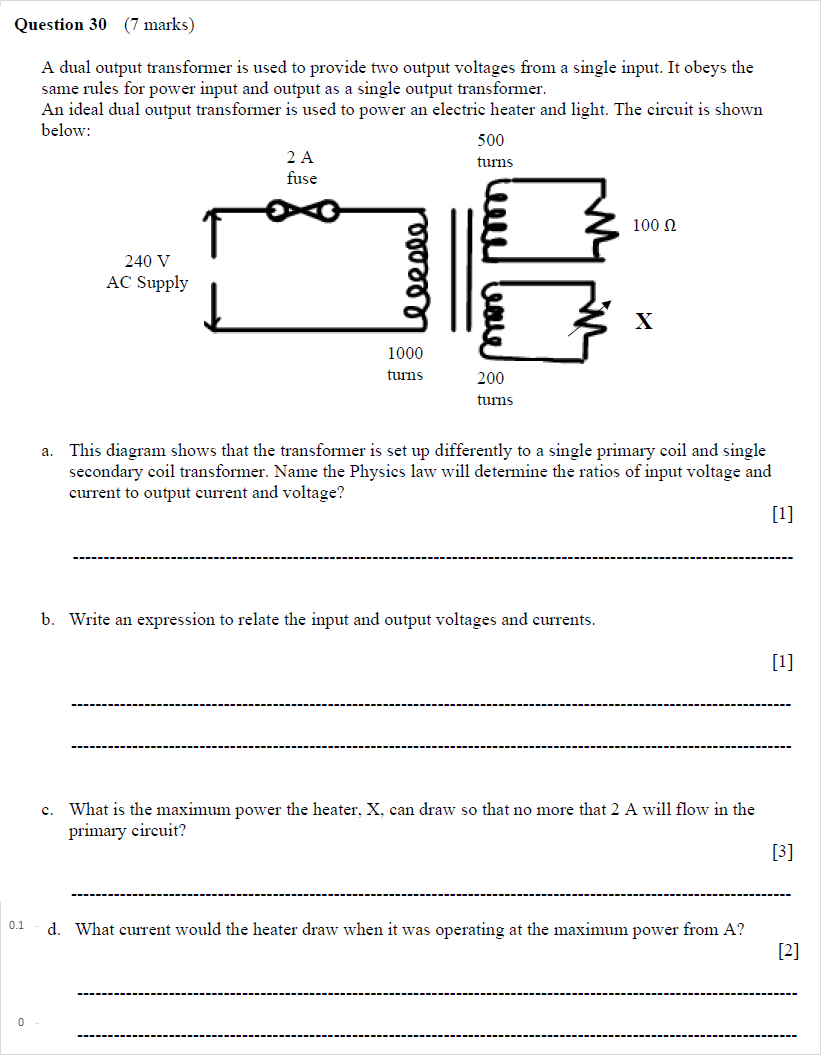 Question 30 (7 marks)
A dual output transformer is used to provide two output voltages from a single input. It obeys the
same rules for power input and output as a single output transformer.
An ideal dual output transformer is used to power an electric heater and light. The circuit is shown
below:
500
turns
2 A
fuse
100 Ω
240 V
AC Supply
X
1000
turns
200
turns
a. This diagram shows that the transformer is set up differently to a single primary coil and single
secondary coil transformer. Name the Physics law will determine the ratios of input voltage and
current to output current and voltage?
[1]
b. Write an expression to relate the input and output voltages and currents.
[1]
c. What is the maximum power the heater, X, can draw so that no more that 2 A will flow in the
primary circuit?
[3]
0.1
d. What current would the heater draw when it was operating at the maximum power from A?
[2]
0